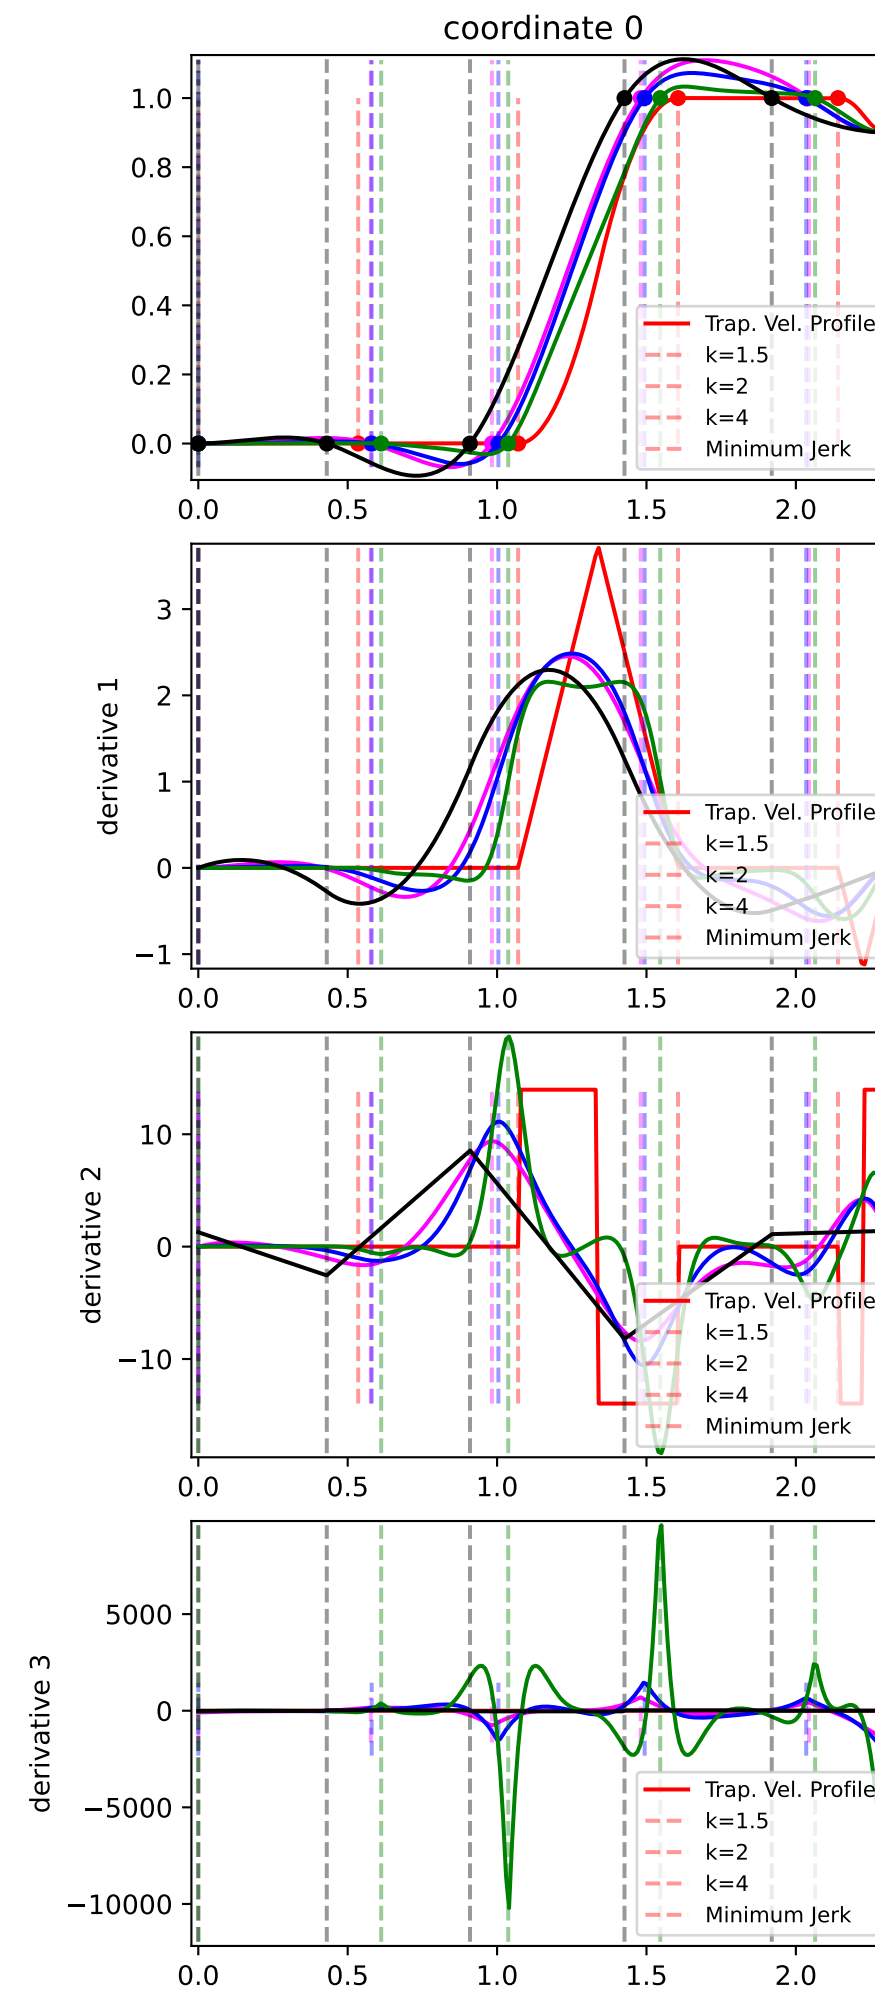 coordinate 0
1.0
0.8
0.6
0.4
0.2
0.0
Trap. Vel. Profile
k=1.5
k=2
k=4
Minimum Jerk
0.0 0.5 1.0 1.5 2.0
derivative 1
3
2
1
0
−1
Trap. Vel. Profile
k=1.5
k=2
k=4
Minimum Jerk
0.0 0.5 1.0 1.5 2.0
derivative 2
10
0
−10
Trap. Vel. Profile
k=1.5
k=2
k=4
Minimum Jerk
0.0 0.5 1.0 1.5 2.0
derivative 3
5000
0
−5000
−10000
Trap. Vel. Profile
k=1.5
k=2
k=4
Minimum Jerk
0.0 0.5 1.0 1.5 2.0